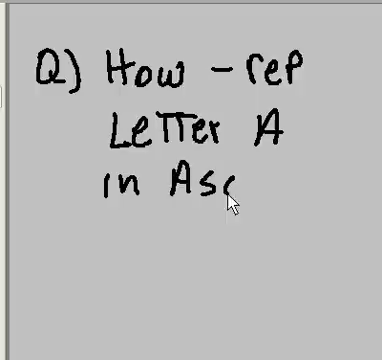 Q) How - rep
Letter A
in Asc